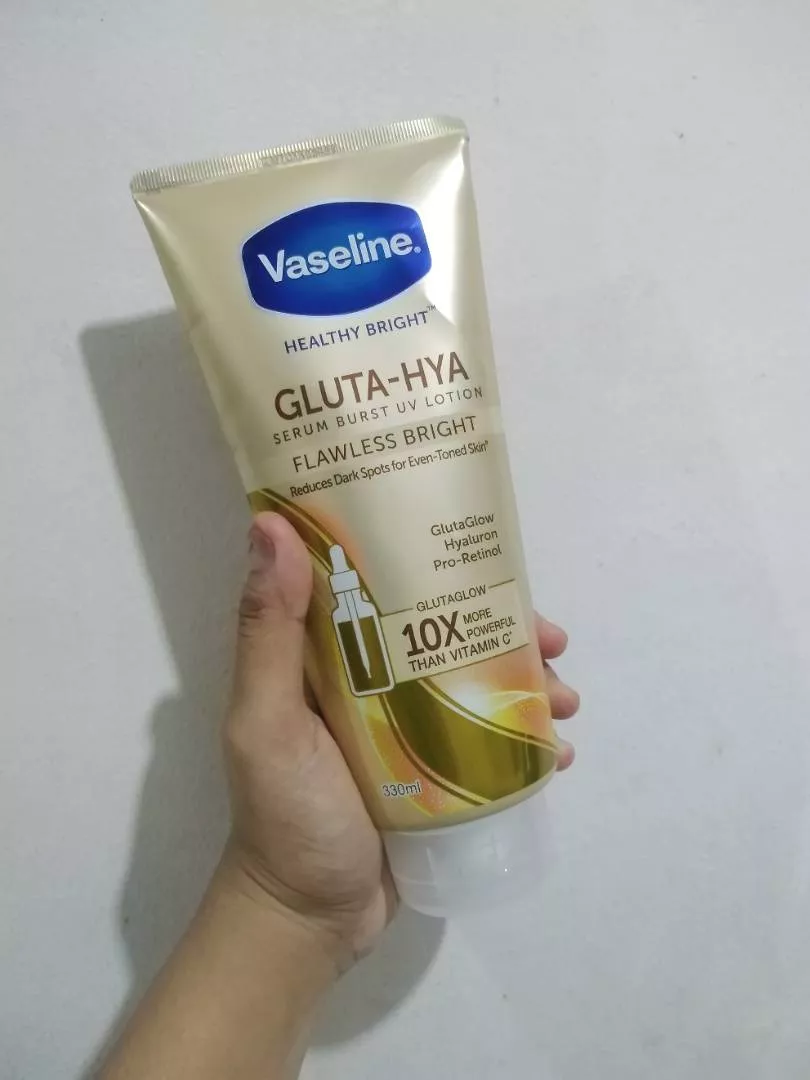 Vaseline.
HEALTHY BRIGHT™
GLUTA-HYA
SERUM BURST UV LOTION
FLAWLESS BRIGHT
Reduces Dark Spots for Even-Toned Skin*
GlutaGlow
Hyaluron
Pro-Retinol
GLUTAGLOW
10X MORE POWERFUL
THAN VITAMIN C*
330ml